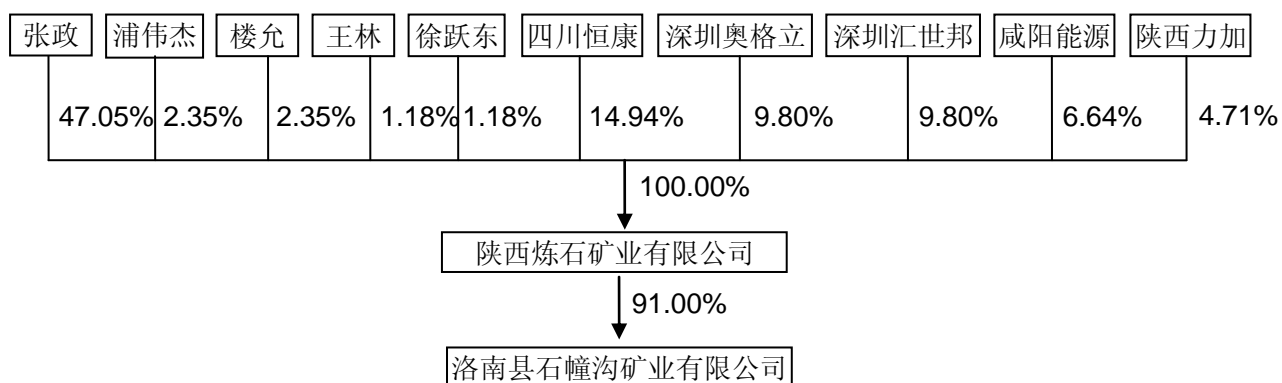 张政 浦伟杰 楼允 王林 徐跃东 四川恒康 深圳奥格立 深圳汇世邦 咸阳能源 陕西力加
47.05% 2.35% 2.35% 1.18% 1.18% 14.94% 9.80% 9.80% 6.64% 4.71%
100.00%
陕西炼石矿业有限公司
91.00%
洛南县石幢沟矿业有限公司